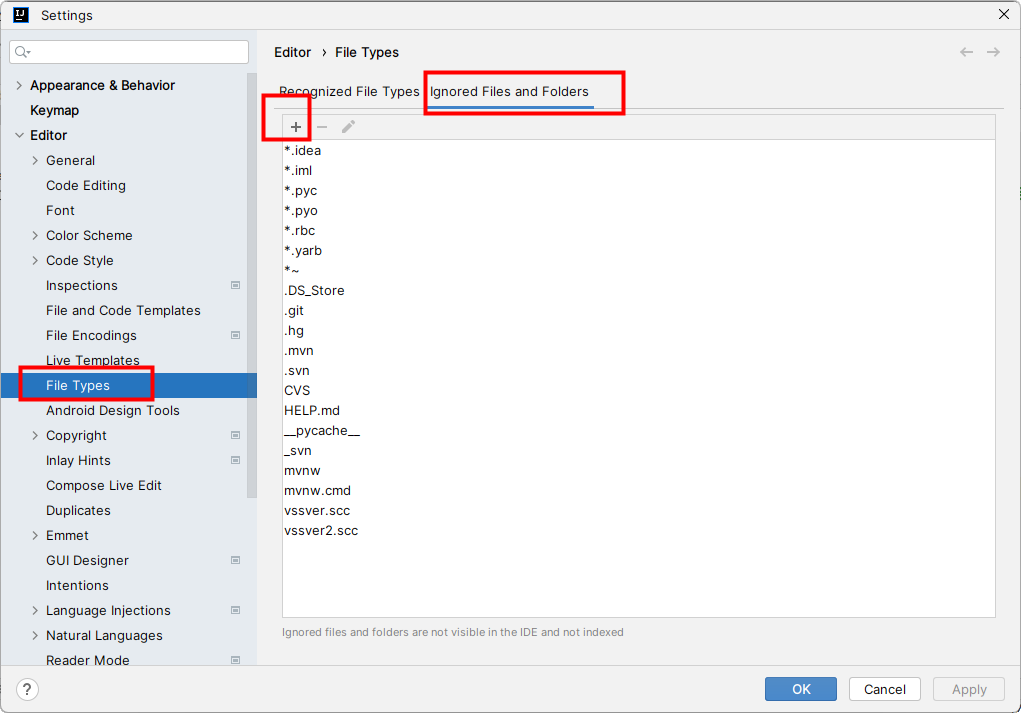 Settings
Editor › File Types
Appearance & Behavior
Keymap
Editor
General
Code Editing
Font
Color Scheme
Code Style
Inspections
File and Code Templates
File Encodings
Live Templates
File Types
Android Design Tools
Copyright
Inlay Hints
Compose Live Edit
Duplicates
Emmet
GUI Designer
Intentions
Language Injections
Natural Languages
Reader Mode
Recognized File Types Ignored Files and Folders
*.idea
*.iml
*.pyc
*.pyo
*.rbc
*.yarb
*~
.DS_Store
.git
.hg
.mvn
.svn
CVS
HELP.md
__pycache__
_svn
mvnw
mvnw.cmd
vssver.scc
vssver2.scc
Ignored files and folders are not visible in the IDE and not indexed
?
OK Cancel Apply